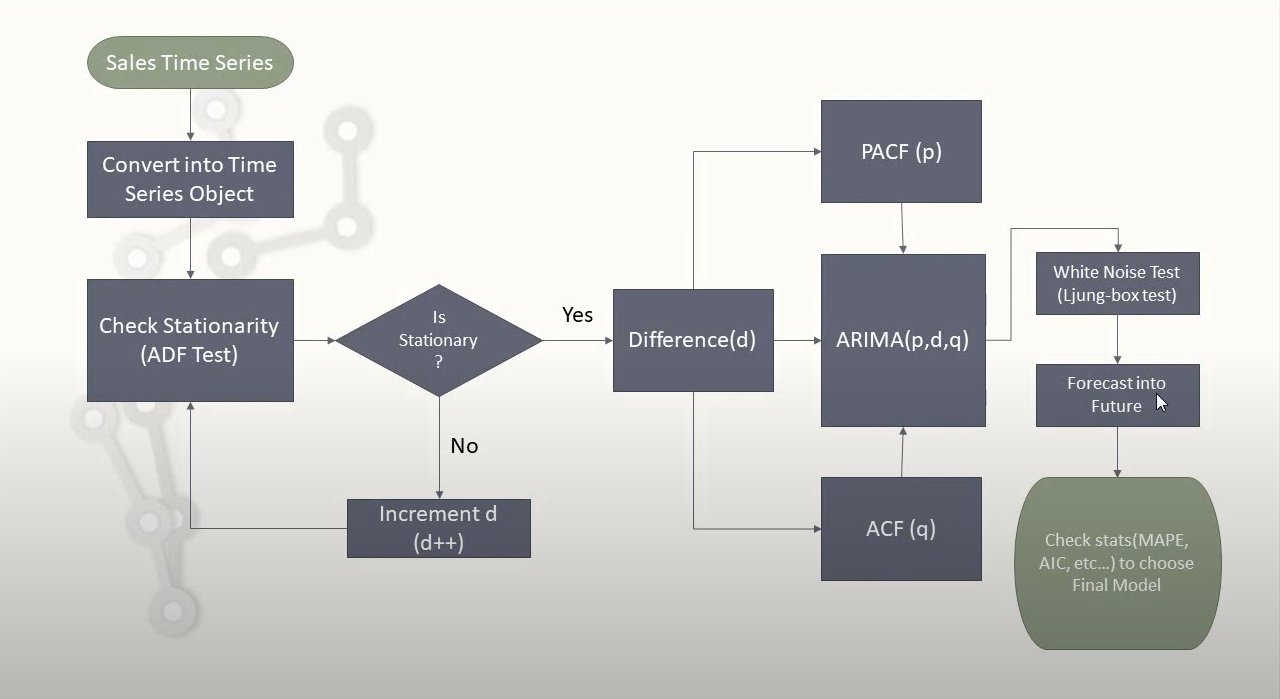 Sales Time Series
Convert into Time
Series Object
Check Stationarity
(ADF Test)
Is
Stationary
?
Yes
No
Increment d
(d++)
Difference(d)
PACF (p)
ARIMA(p,d,q)
ACF (q)
White Noise Test
(Ljung-box test)
Forecast into
Future
Check stats(MAPE,
AIC, etc...) to choose
Final Model